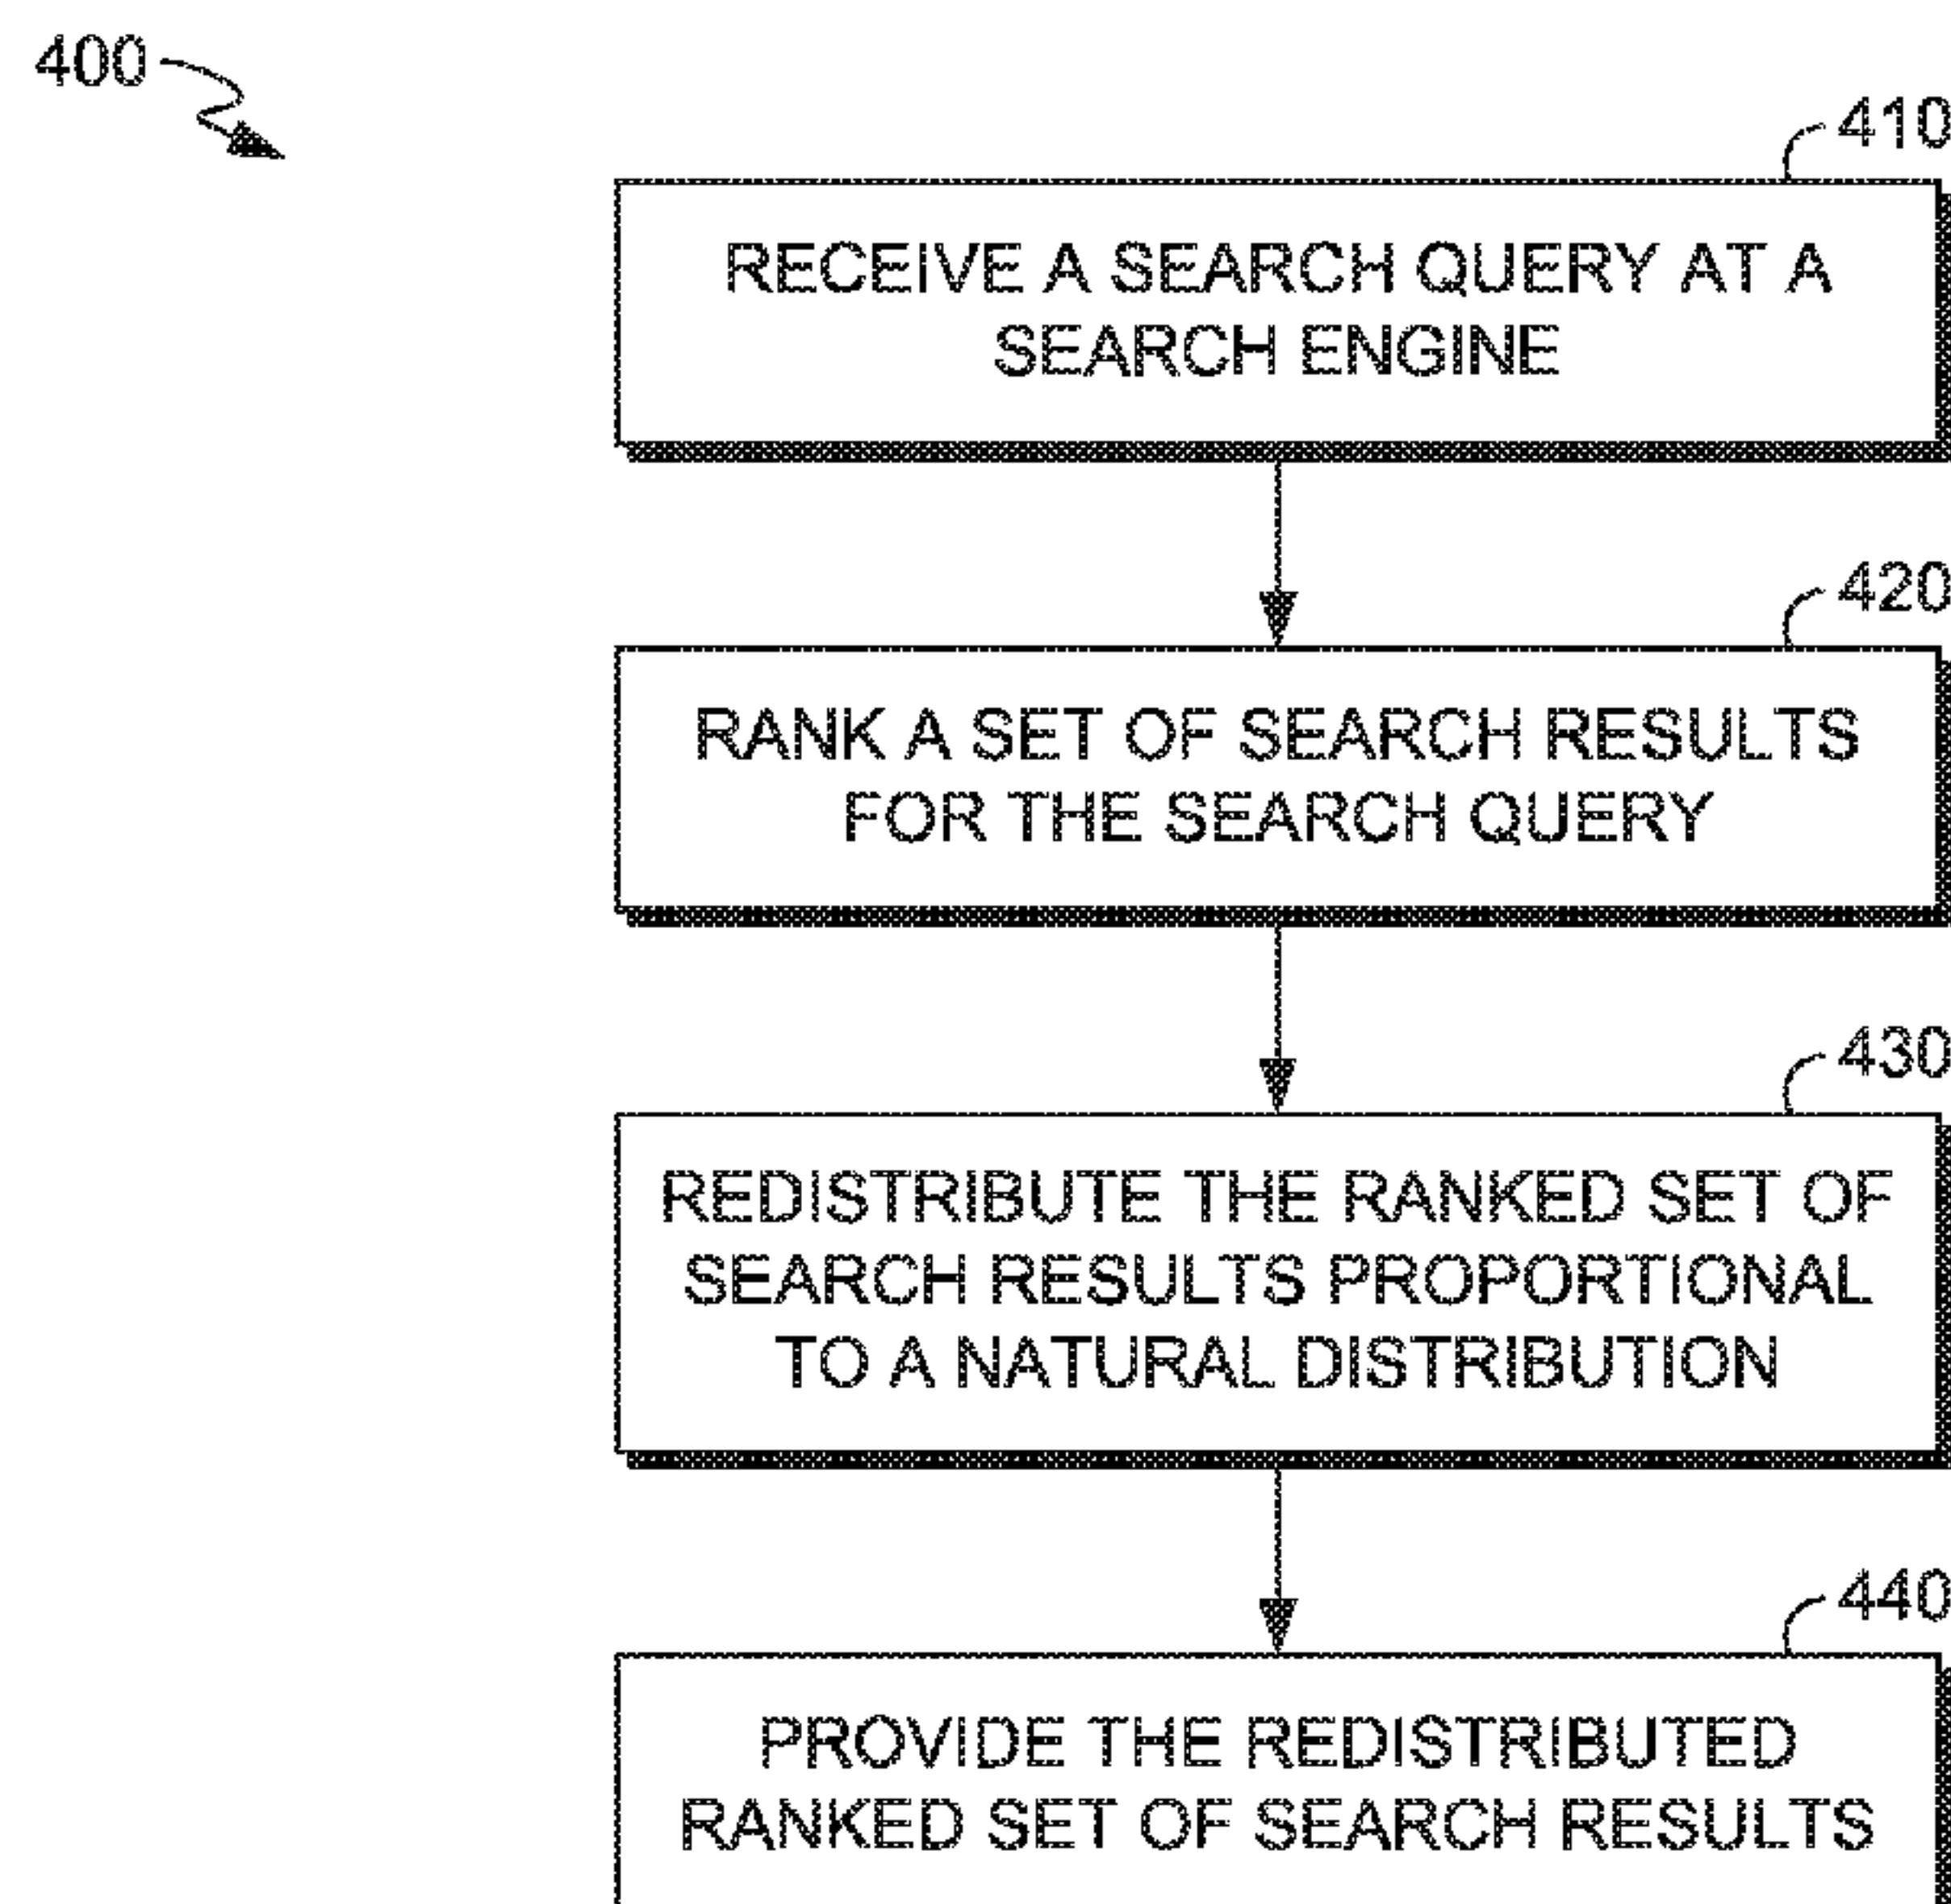 400
410
RECEIVE A SEARCH QUERY AT A
SEARCH ENGINE
420
RANK A SET OF SEARCH RESULTS
FOR THE SEARCH QUERY
430
REDISTRIBUTE THE RANKED SET OF
SEARCH RESULTS PROPORTIONAL
TO A NATURAL DISTRIBUTION
440
PROVIDE THE REDISTRIBUTED
RANKED SET OF SEARCH RESULTS